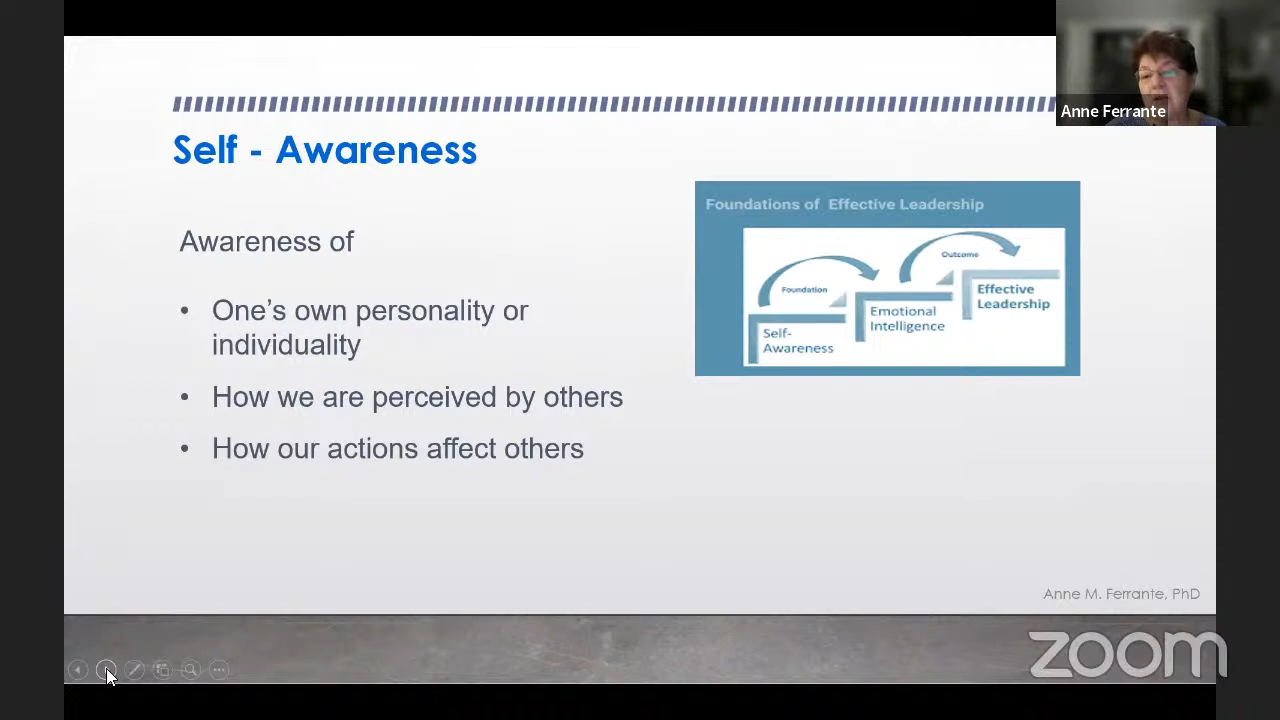 Anne Ferrante
Self - Awareness
Awareness of
• One’s own personality or
individuality
• How we are perceived by others
• How our actions affect others
Foundations of Effective Leadership
Foundation
Outcome
Self-
Awareness
Emotional
Intelligence
Effective
Leadership
Anne M. Ferrante, PhD
zoom